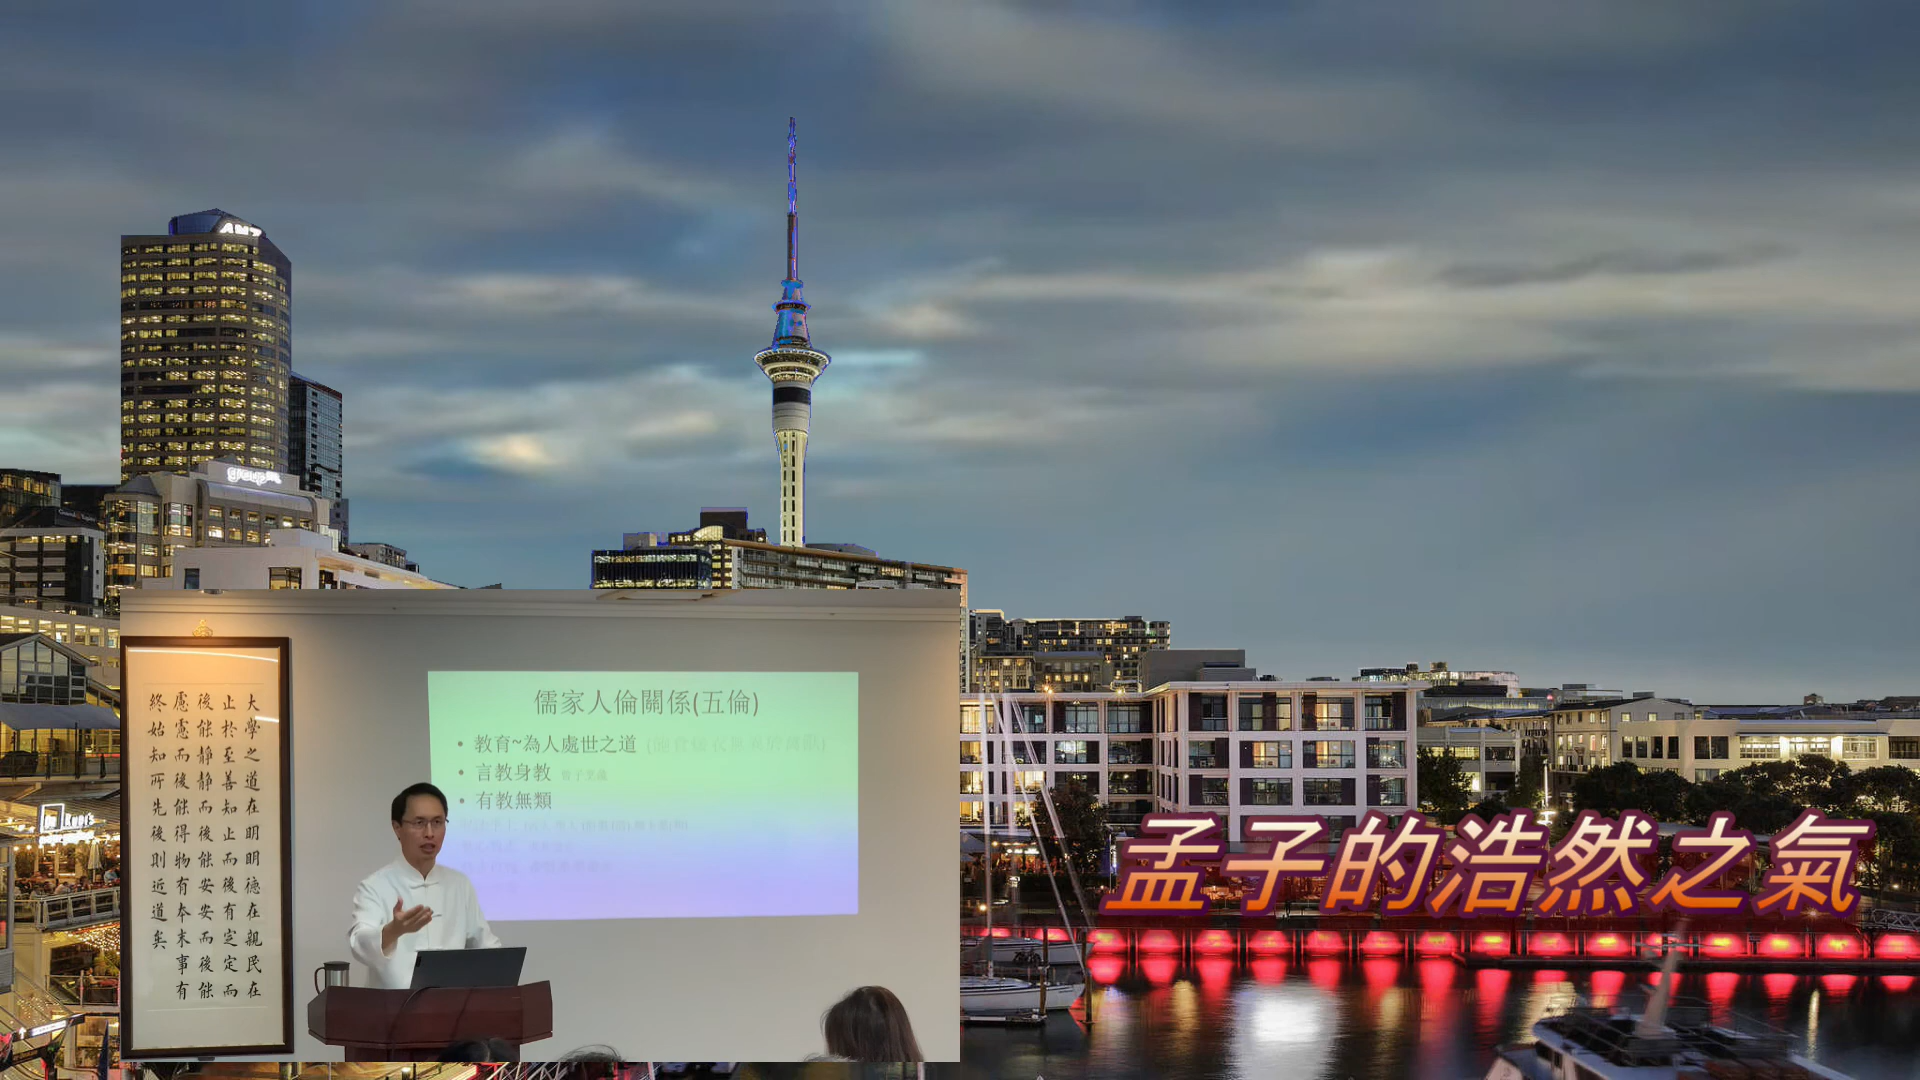 ANZ
group
儒家人倫關係(五倫)
• 教育~為人處世之道
• 言教身教 曾子殺彘
• 有教無類
大學之道在明明德在親民在
止於至善知止而後有定定而
後能靜靜而後能安安而後能
慮慮而後能得物有本末事有
終始知所先後則近道矣
孟子的浩然之氣